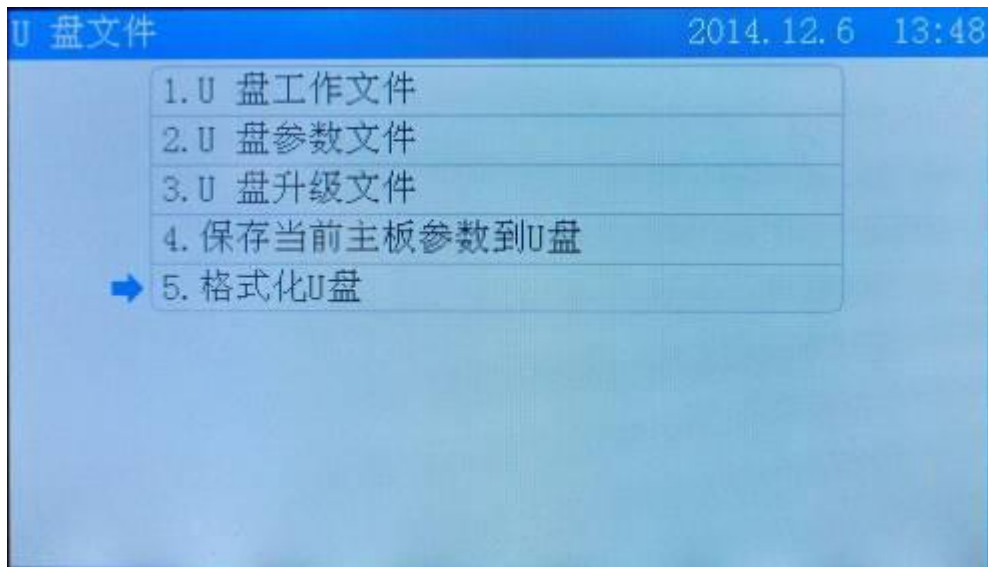 U 盘文件 2014.12.6 13:48
1.U 盘工作文件
2.U 盘参数文件
3.U 盘升级文件
4.保存当前主板参数到U盘
5.格式化U盘